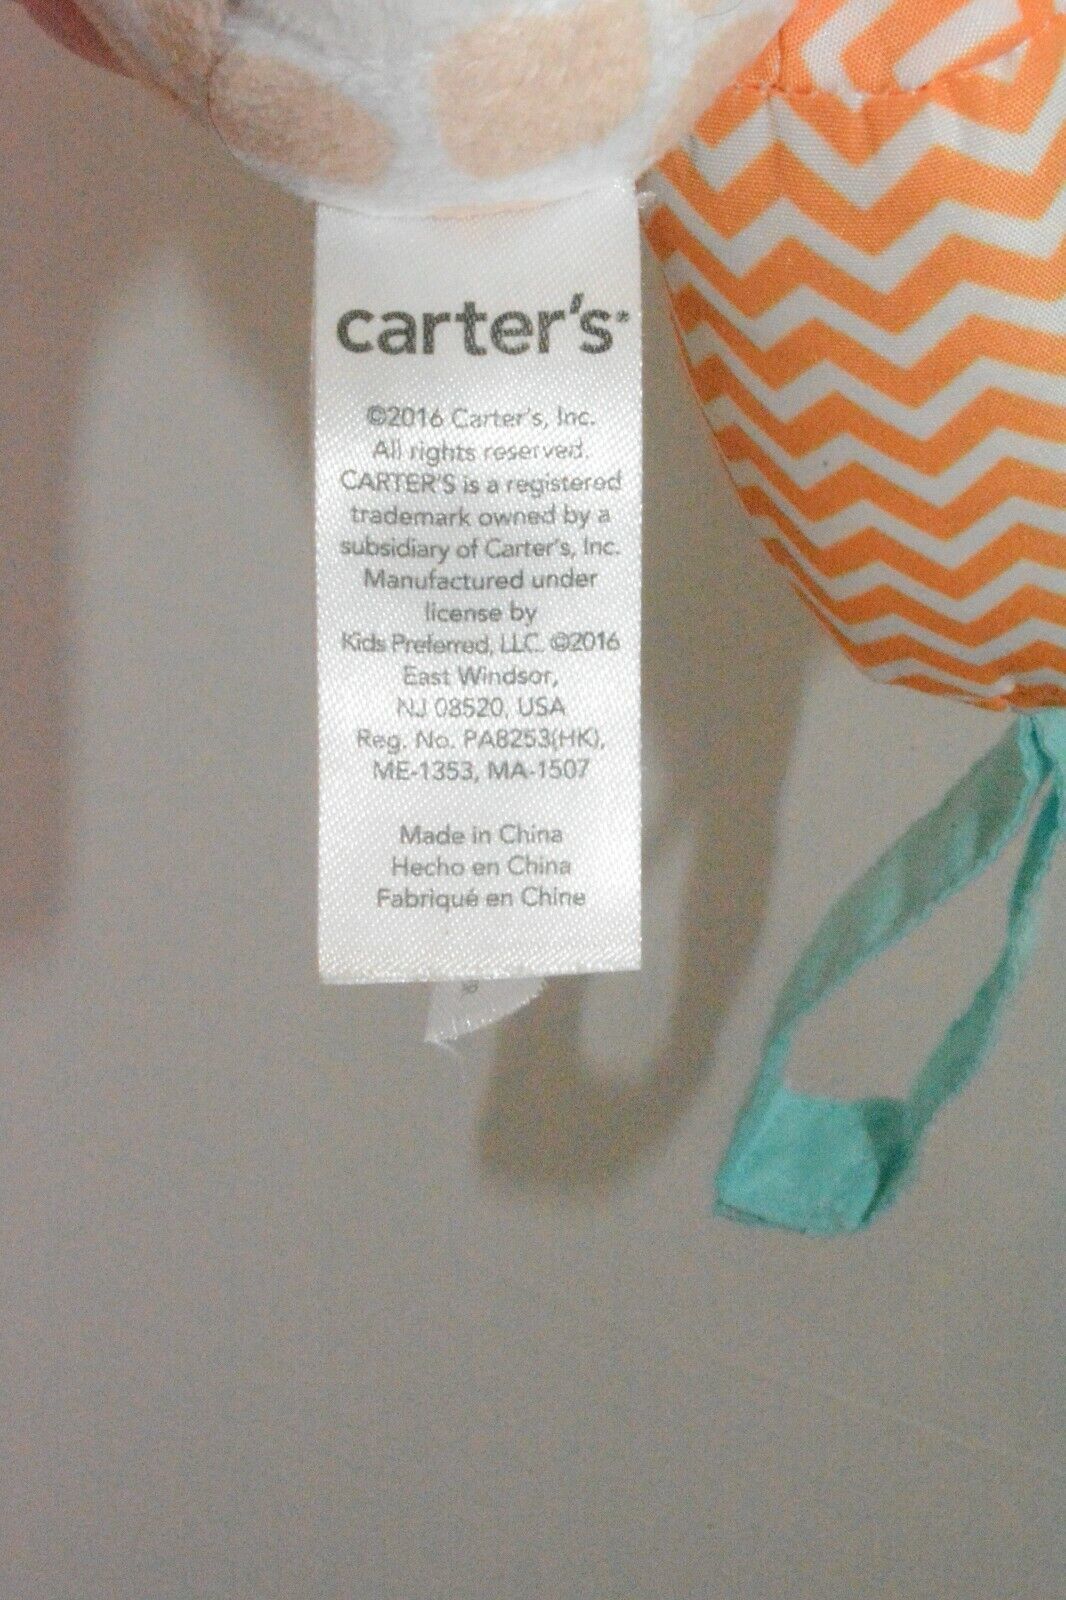 carter's
©2016 Carter's, Inc.
All rights reserved.
CARTER'S is a registered
trademark owned by a
subsidiary of Carter's, Inc.
Manufactured under
license by
Kids Preferred, LLC. ©2016
East Windsor,
NJ 08520, USA
Reg. No. PA8253(HK),
ME-1353, MA-1507
Made in China
Hecho en China
Fabriqué en Chine